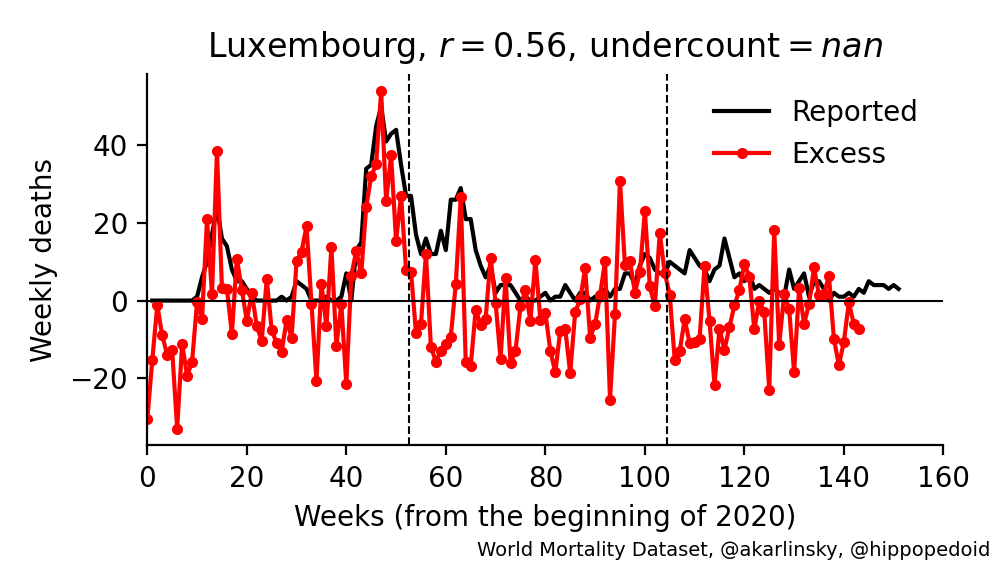 Luxembourg, r = 0.56, undercount = nan
Reported
Excess
Weekly deaths
40
20
0
−20
0 20 40 60 80 100 120 140 160
Weeks (from the beginning of 2020)
World Mortality Dataset, @akarlinsky, @hippopedoid